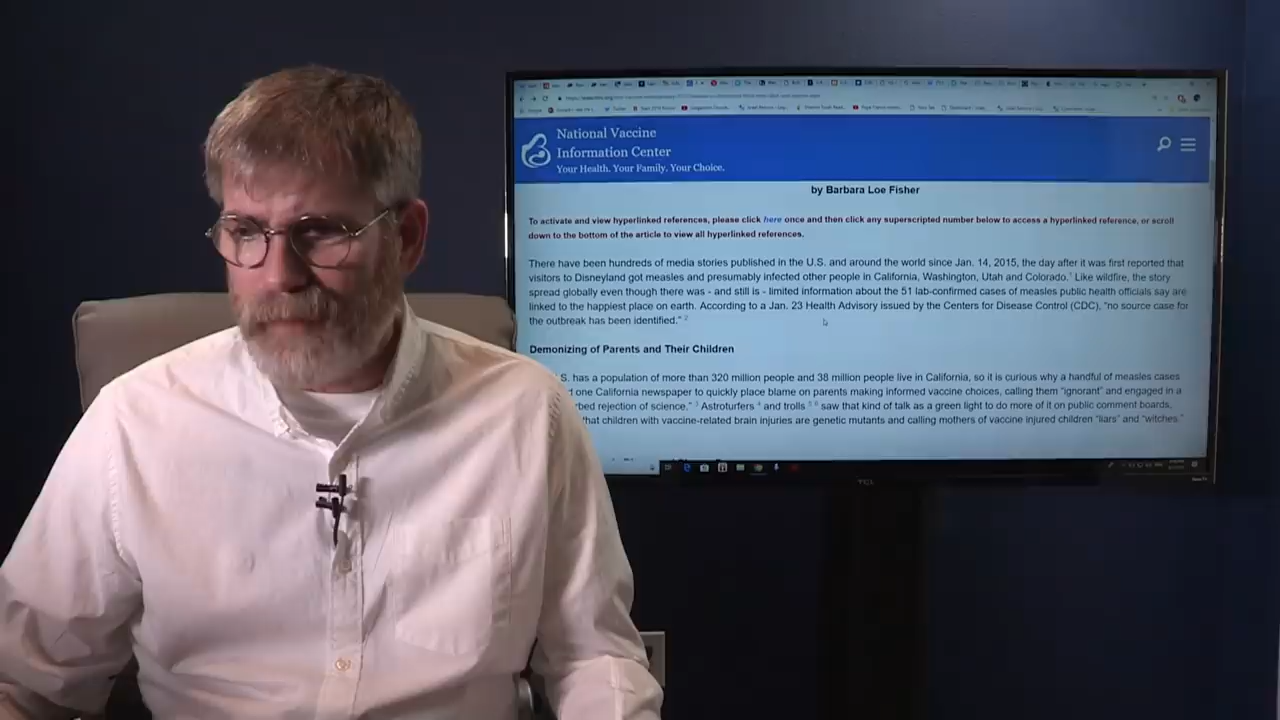 National Vaccine
Information Center
Your Health. Your Family. Your Choice.
by Barbara Loe Fisher
To activate and view hyperlinked references, please click here once and then click any superscripted number below to access a hyperlinked reference, or scroll
down to the bottom of the article to view all hyperlinked references.
There have been hundreds of media stories published in the U.S. and around the world since Jan. 14, 2015, the day after it was first reported that
visitors to Disneyland got measles and presumably infected other people in California, Washington, Utah and Colorado.1 Like wildfire, the story
spread globally even though there was - and still is - limited information about the 51 lab-confirmed cases of measles public health officials say are
linked to the happiest place on earth. According to a Jan. 23 Health Advisory issued by the Centers for Disease Control (CDC), "no source case for
the outbreak has been identified." 2
Demonizing of Parents and Their Children
S. has a population of more than 320 million people and 38 million people live in California, so it is curious why a handful of measles cases
one California newspaper to quickly place blame on parents making informed vaccine choices, calling them "ignorant" and engaged in a
rbed rejection of science," 3 Astroturfers 4 and trolls 5 6 saw that kind of talk as a green light to do more of it on public comment boards,
hat children with vaccine-related brain injuries are genetic mutants and calling mothers of vaccine injured children "liars" and "witches."
TCL